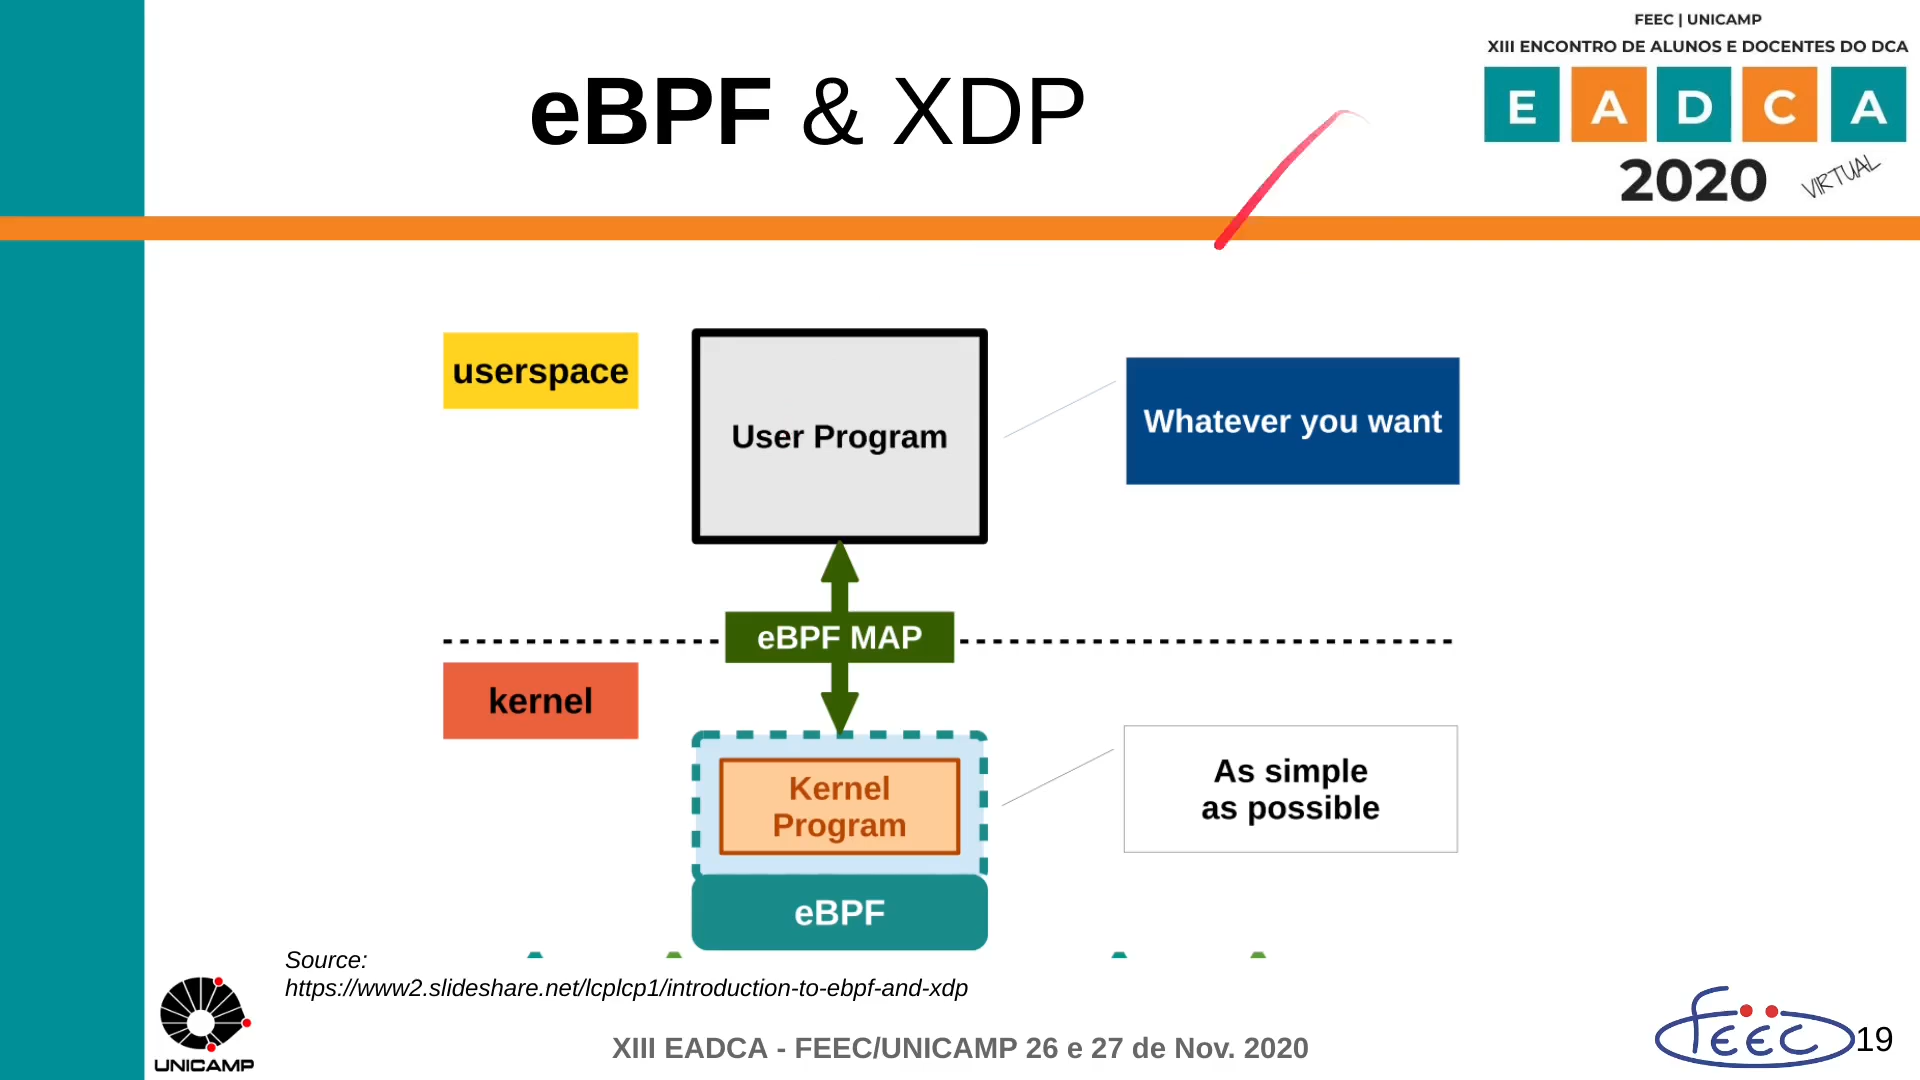 FEEC | UNICAMP
XIII ENCONTRO DE ALUNOS E DOCENTES DO DCA
E A D C A
2020 VIRTUAL
eBPF & XDP
userspace
User Program
Whatever you want
eBPF MAP
kernel
Kernel
Program
As simple
as possible
eBPF
Source:
https://www2.slideshare.net/lcplcp1/introduction-to-ebpf-and-xdp
UNICAMP
XIII EADCA - FEEC/UNICAMP 26 e 27 de Nov. 2020
feec
19